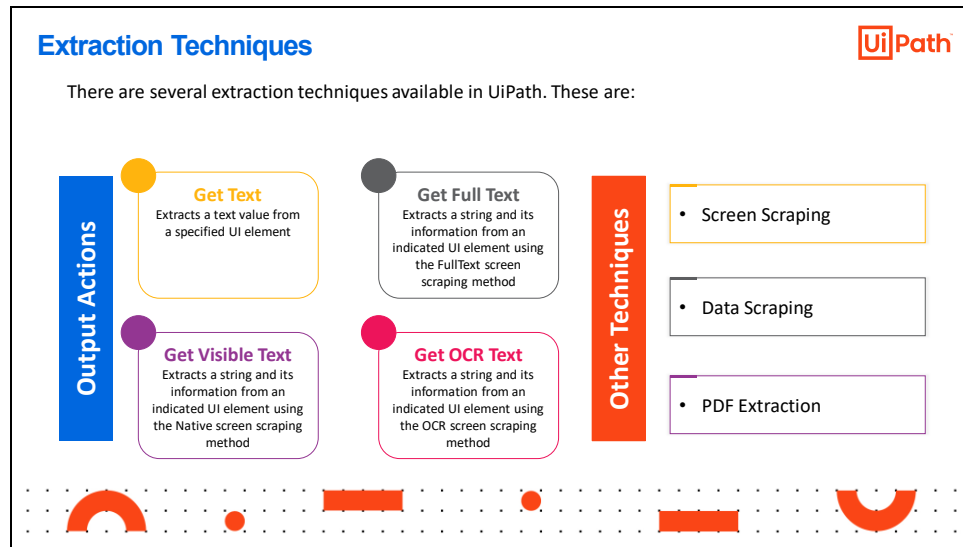 Extraction Techniques
UiPath
There are several extraction techniques available in UiPath. These are:
Output Actions
Get Text
Extracts a text value from
a specified UI element
Get Full Text
Extracts a string and its
information from an
indicated UI element using
the FullText screen
scraping method
Get Visible Text
Extracts a string and its
information from an
indicated UI element using
the Native screen scraping
method
Get OCR Text
Extracts a string and its
information from an
indicated UI element using
the OCR screen scraping
method
Other Techniques
• Screen Scraping
• Data Scraping
• PDF Extraction